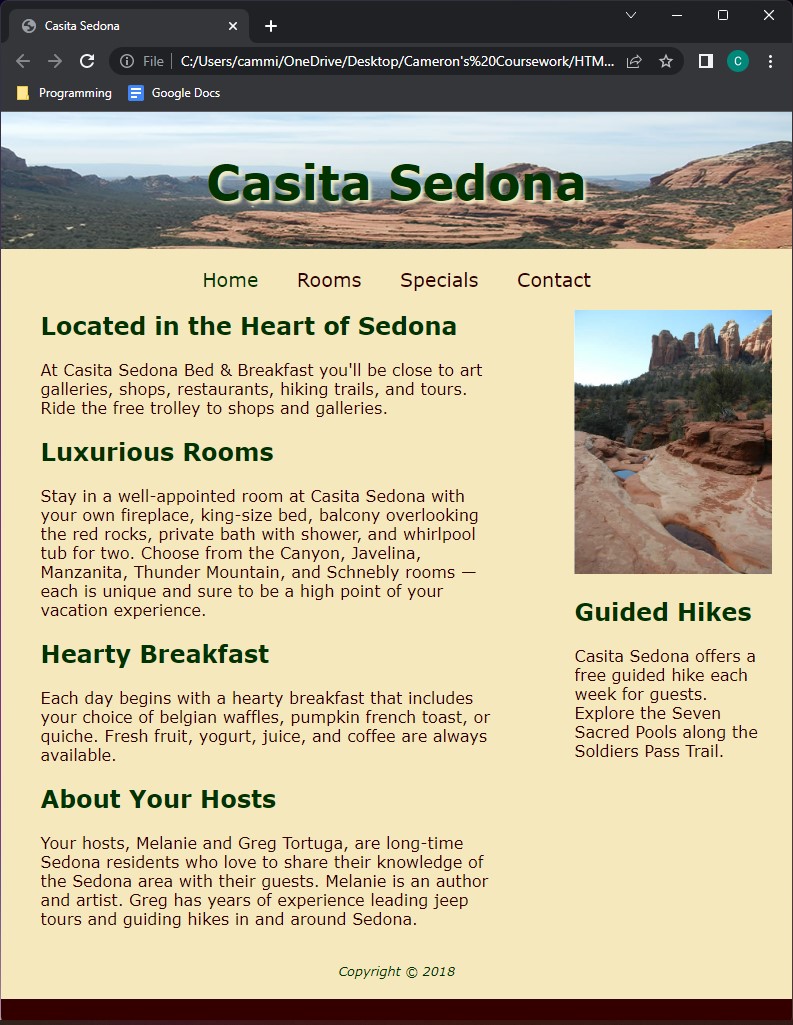 Casita Sedona
File
C:/Users/cammi/OneDrive/Desktop/Cameron's%20Coursework/HTM...
C
Programming
Google Docs
Casita Sedona
Home Rooms Specials Contact
Located in the Heart of Sedona
At Casita Sedona Bed & Breakfast you'll be close to art
galleries, shops, restaurants, hiking trails, and tours.
Ride the free trolley to shops and galleries.
Luxurious Rooms
Stay in a well-appointed room at Casita Sedona with
your own fireplace, king-size bed, balcony overlooking
the red rocks, private bath with shower, and whirlpool
tub for two. Choose from the Canyon, Javelina,
Manzanita, Thunder Mountain, and Schnebly rooms —
each is unique and sure to be a high point of your
vacation experience.
Hearty Breakfast
Each day begins with a hearty breakfast that includes
your choice of belgian waffles, pumpkin french toast, or
quiche. Fresh fruit, yogurt, juice, and coffee are always
available.
About Your Hosts
Your hosts, Melanie and Greg Tortuga, are long-time
Sedona residents who love to share their knowledge of
the Sedona area with their guests. Melanie is an author
and artist. Greg has years of experience leading jeep
tours and guiding hikes in and around Sedona.
Guided Hikes
Casita Sedona offers a
free guided hike each
week for guests.
Explore the Seven
Sacred Pools along the
Soldiers Pass Trail.
Copyright © 2018